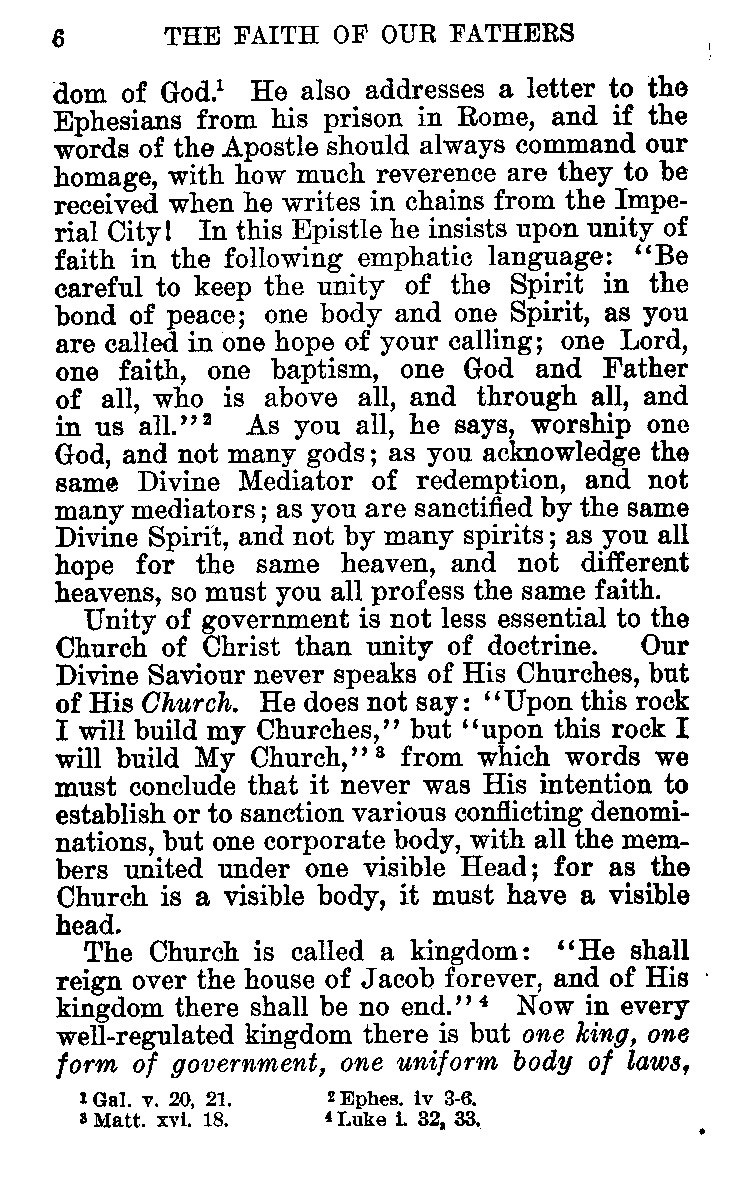 6 THE FAITH OF OUR FATHERS
dom of God.¹ He also addresses a letter to the
Ephesians from his prison in Rome, and if the
words of the Apostle should always command our
homage, with how much reverence are they to be
received when he writes in chains from the Impe-
rial City! In this Epistle he insists upon unity of
faith in the following emphatic language: “Be
careful to keep the unity of the Spirit in the
bond of peace; one body and one Spirit, as you
are called in one hope of your calling; one Lord,
one faith, one baptism, one God and Father
of all, who is above all, and through all, and
in us all.”² As you all, he says, worship one
God, and not many gods; as you acknowledge the
same Divine Mediator of redemption, and not
many mediators; as you are sanctified by the same
Divine Spirit, and not by many spirits; as you all
hope for the same heaven, and not different
heavens, so must you all profess the same faith.
Unity of government is not less essential to the
Church of Christ than unity of doctrine. Our
Divine Saviour never speaks of His Churches, but
of His Church. He does not say: “Upon this rock
I will build my Churches,” but “upon this rock I
will build My Church,”³ from which words we
must conclude that it never was His intention to
establish or to sanction various conflicting denomi-
nations, but one corporate body, with all the mem-
bers united under one visible Head; for as the
Church is a visible body, it must have a visible
head.
The Church is called a kingdom: “He shall
reign over the house of Jacob forever, and of His
kingdom there shall be no end.”⁴ Now in every
well-regulated kingdom there is but one king, one
form of government, one uniform body of laws,
¹ Gal. v. 20, 21. ² Ephes. iv 3-6.
³ Matt. xvi. 18. ⁴ Luke i. 32, 33.